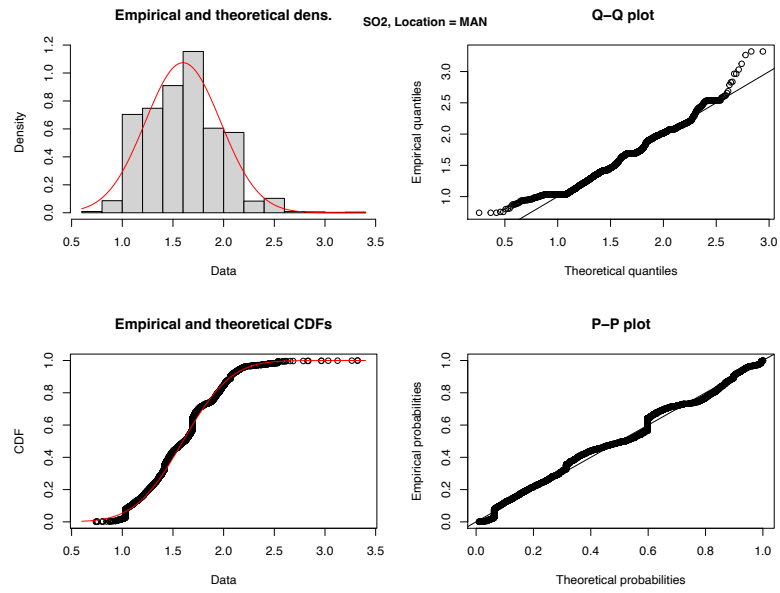 SO2, Location = MAN
Empirical and theoretical dens.
Density
0.0 0.2 0.4 0.6 0.8 1.0 1.2
0.5 1.0 1.5 2.0 2.5 3.0 3.5
Data
Q−Q plot
Empirical quantiles
1.0 1.5 2.0 2.5 3.0
0.5 1.0 1.5 2.0 2.5 3.0
Theoretical quantiles
Empirical and theoretical CDFs
CDF
0.0 0.2 0.4 0.6 0.8 1.0
0.5 1.0 1.5 2.0 2.5 3.0 3.5
Data
P−P plot
Empirical probabilities
0.0 0.2 0.4 0.6 0.8 1.0
0.0 0.2 0.4 0.6 0.8 1.0
Theoretical probabilities